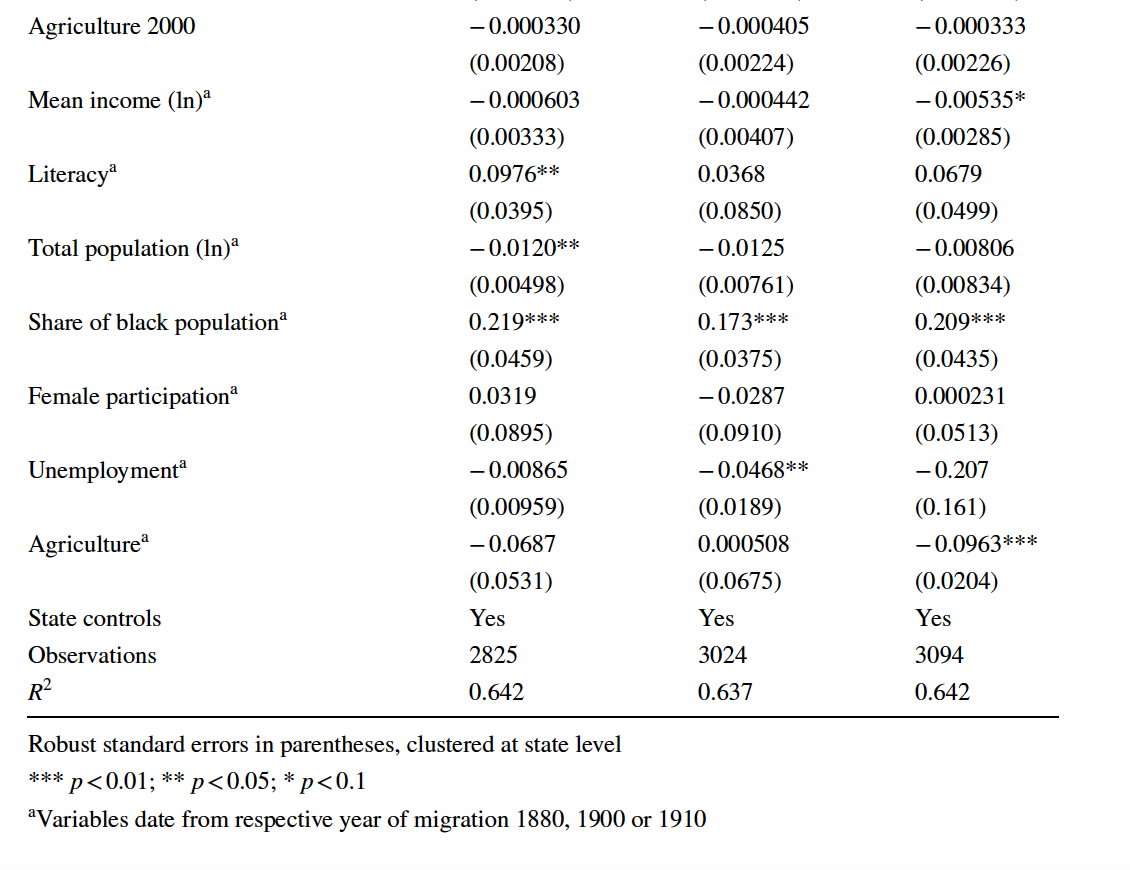 Agriculture 2000 −0.000330 −0.000405 −0.000333
(0.00208) (0.00224) (0.00226)
Mean income (ln)a −0.000603 −0.000442 −0.00535*
(0.00333) (0.00407) (0.00285)
Literacya 0.0976** 0.0368 0.0679
(0.0395) (0.0850) (0.0499)
Total population (ln)a −0.0120** −0.0125 −0.00806
(0.00498) (0.00761) (0.00834)
Share of black populationa 0.219*** 0.173*** 0.209***
(0.0459) (0.0375) (0.0435)
Female participationa 0.0319 −0.0287 0.000231
(0.0895) (0.0910) (0.0513)
Unemploymenta −0.00865 −0.0468** −0.207
(0.00959) (0.0189) (0.161)
Agriculturea −0.0687 0.000508 −0.0963***
(0.0531) (0.0675) (0.0204)
State controls Yes Yes Yes
Observations 2825 3024 3094
R2 0.642 0.637 0.642
Robust standard errors in parentheses, clustered at state level
*** p<0.01; ** p<0.05; * p<0.1
aVariables date from respective year of migration 1880, 1900 or 1910